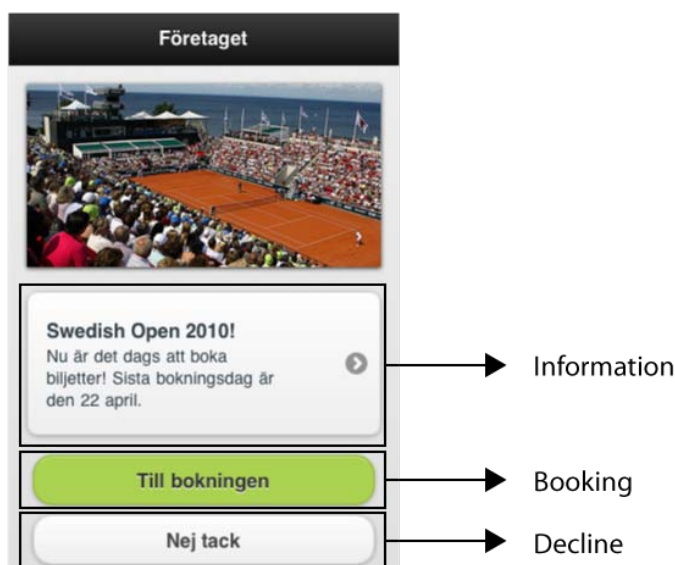 Företaget
Swedish Open 2010!
Nu är det dags att boka
biljetter! Sista bokningsdag är
den 22 april.
Information
Till bokningen
Booking
Nej tack
Decline